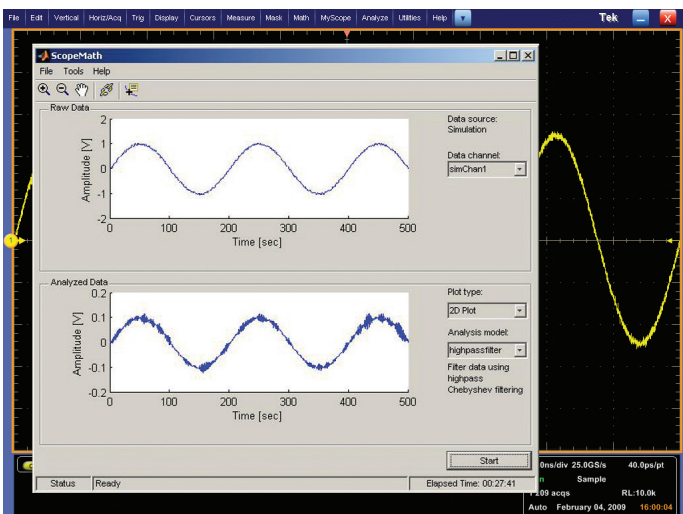 File Edit Vertical Horiz/Acq Trig Display Cursors Measure Mask Math MyScope Analyze Utilities Help Tek X
ScopeMath
File Tools Help
Raw Data
Data source:
Simulation
Data channel:
simChan1
Amplitude [V]
2
1
0
-1
-2
0 100 200 300 400 500
Time [sec]
1
Analyzed Data
Plot type:
2D Plot
Analysis model:
highpassfilter
Filter data using
highpass
Chebyshev filtering
Amplitude [V]
0.2
0.1
0
-0.1
-0.2
0 100 200 300 400 500
Time [sec]
Start
Status Ready Elapsed Time: 00:27:41
0ns/div 25.0GS/s 40.0ps/pt
Sample
209 acqs RL:10.0k
Auto February 04, 2009 16:00:04